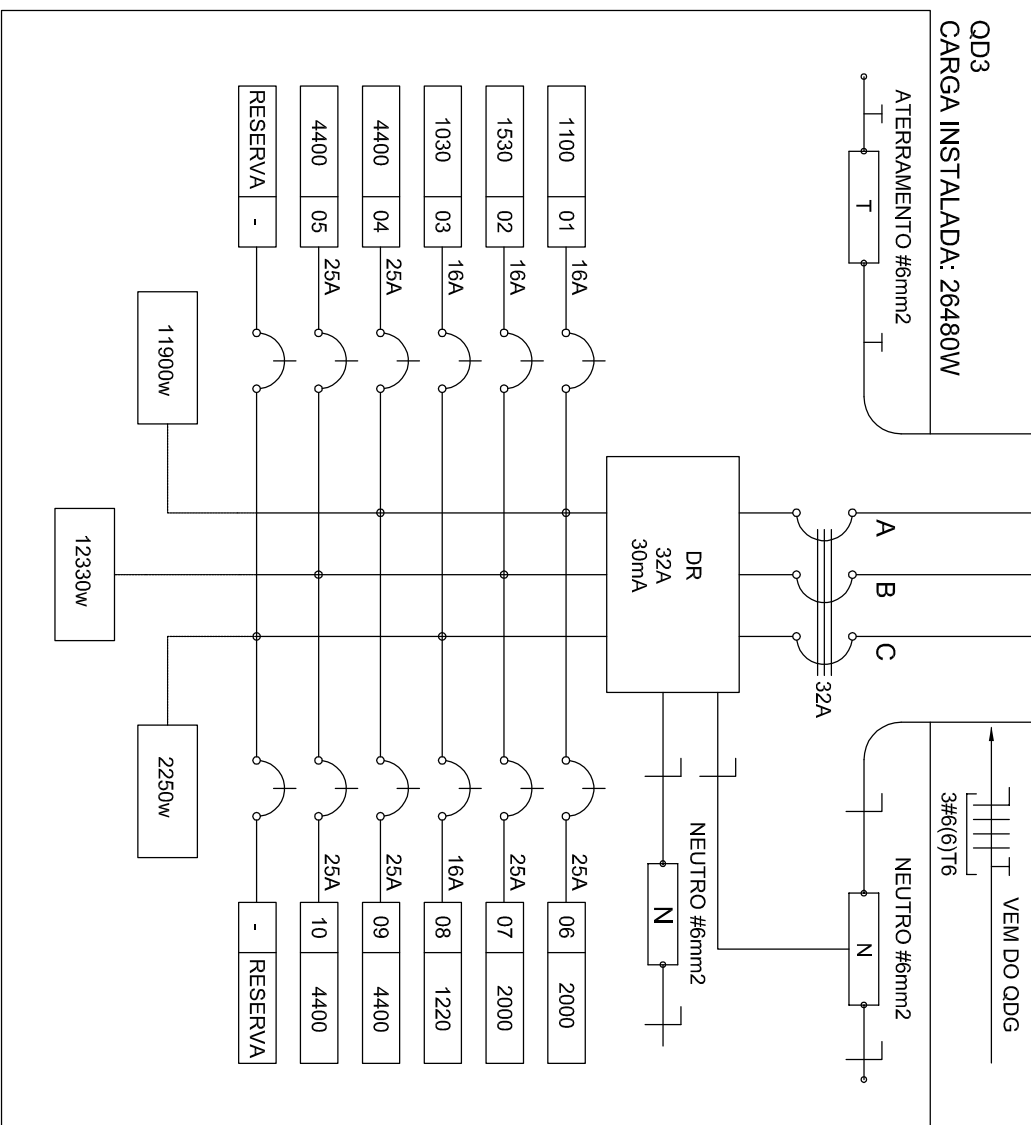 QD3
CARGA INSTALADA: 26480W
VEM DO QDG
3#6(6)T6
ATERRAMENTO #6mm2
T
NEUTRO #6mm2
N
A
B
C
32A
DR
32A
30mA
NEUTRO #6mm2
N
1100 01 16A
25A 06 2000
1530 02 16A
25A 07 2000
1030 03 16A
16A 08 1220
4400 04 25A
25A 09 4400
4400 05 25A
25A 10 4400
RESERVA -
- RESERVA
11900w
12330w
2250w